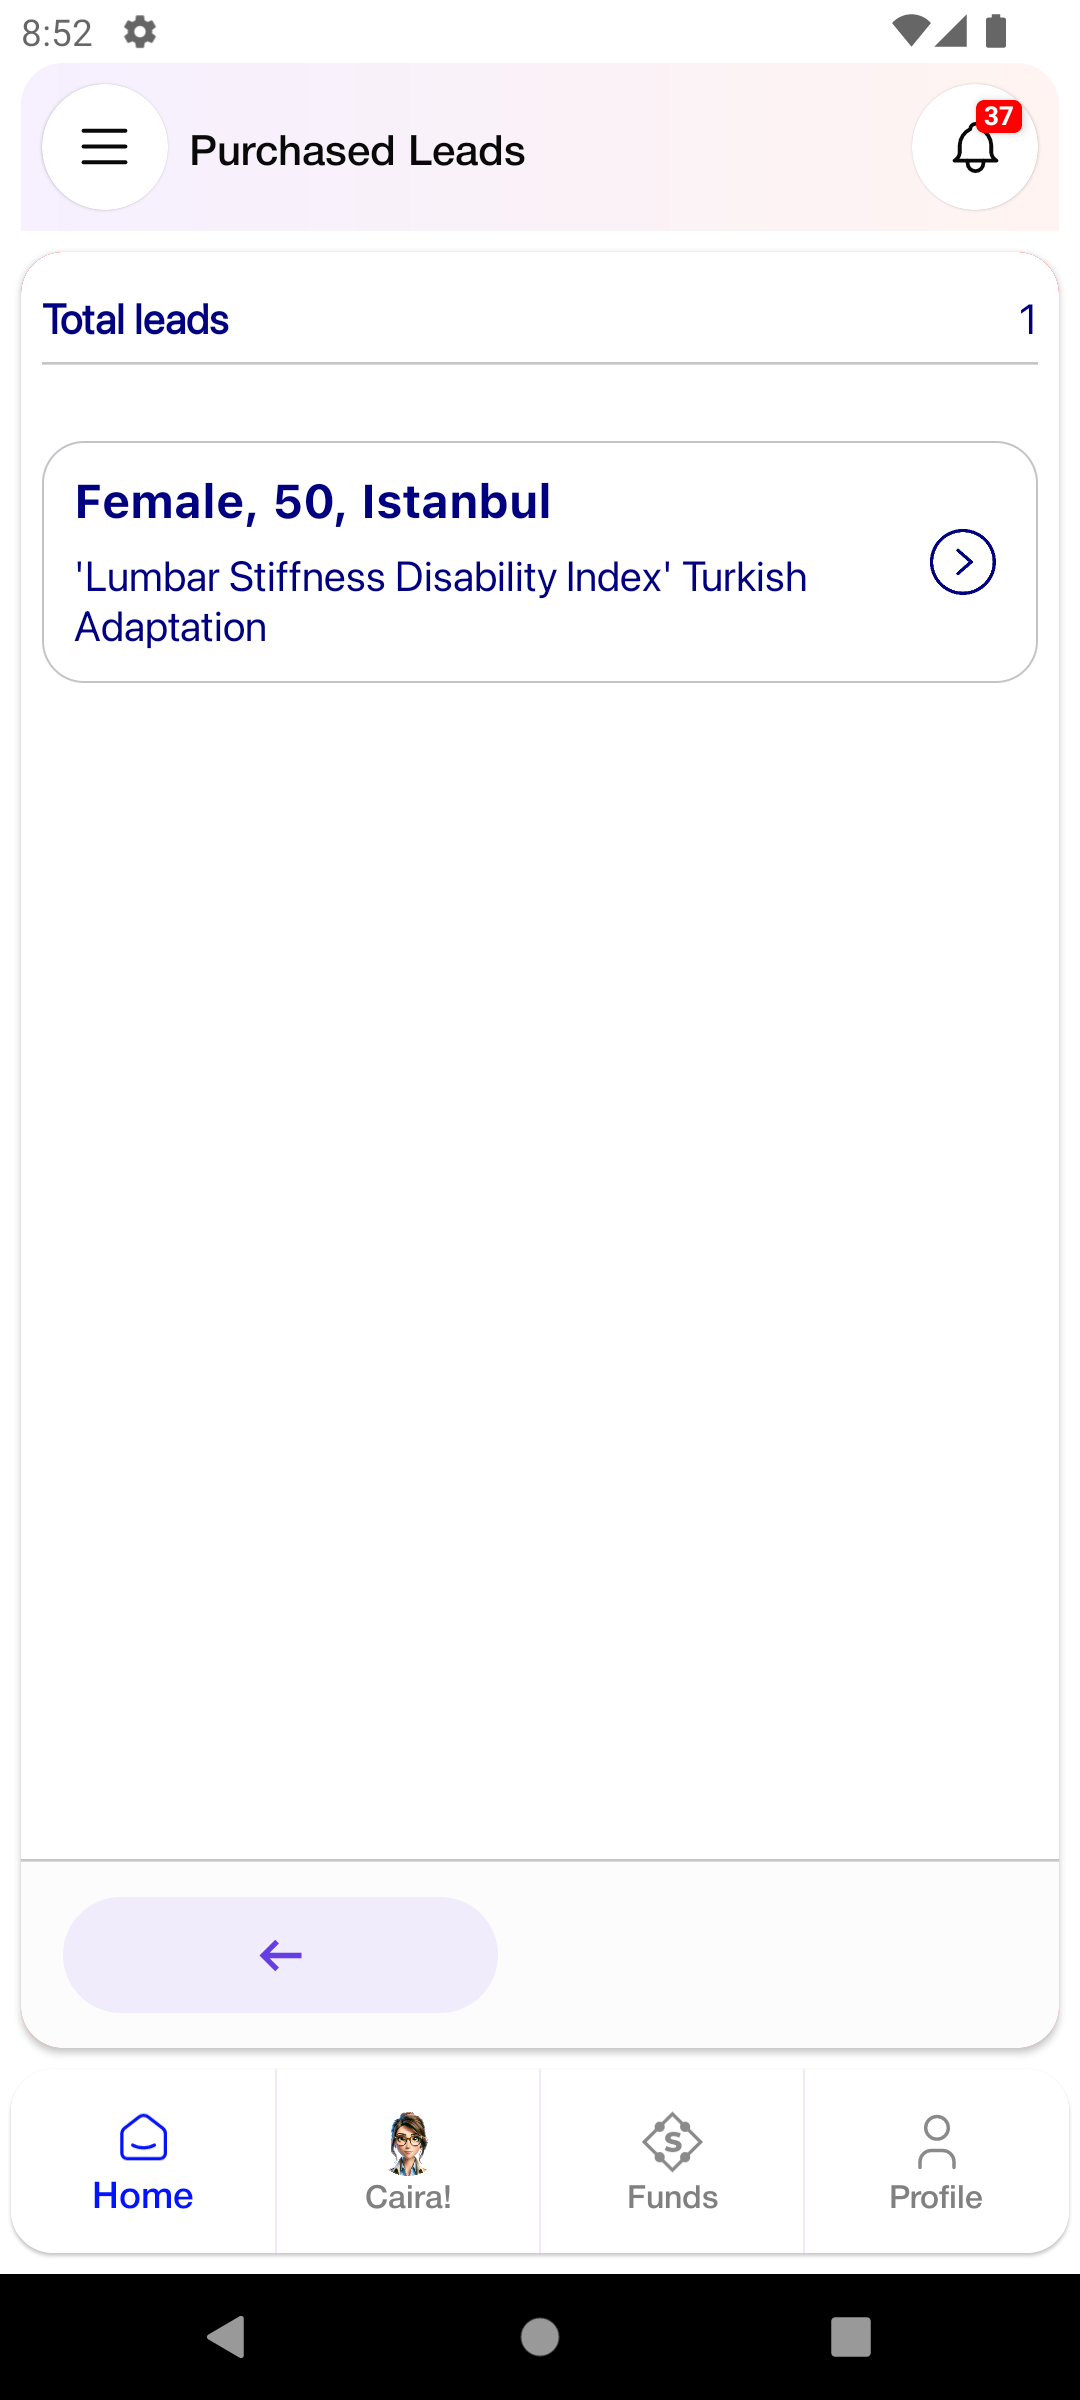 8:52
Purchased Leads
37
Total leads
1
Female, 50, Istanbul
'Lumbar Stiffness Disability Index' Turkish
Adaptation
Home
Caira!
Funds
Profile